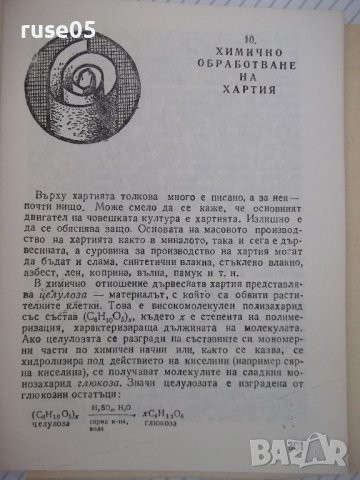 ruse05
10.
ХИМИЧНО
ОБРАБОТВАНЕ
НА
ХАРТИЯ
Върху хартията толкова много е писано, а за нея —
почти нищо. Може смело да се каже, че основният
двигател на човешката култура е хартията. Излишно е
да се обяснява защо. Основата на масовото производст-
во на хартията както в миналото, така и сега е дър-
весината, а суровина за производство на хартия могат
да бъдат и слама, синтетични влакна, стъклено влакно,
азбест, лен, коприна, вълна, памук и т. н.
В химично отношение дървесната хартия представля-
ва целулоза — материалът, с който са обвити расти-
телните клетки. Това е високомолекулен полизахарид
със състав (C₆H₁₀O₅)ₓ, където x е степента на полиме-
ризация, характеризираща дължината на молекулата.
Ако целулозата се разгради на съставните си мономер-
ни части по химичен начин или, както се казва, се
хидролизира под действието на киселини (например сяр-
на киселина), се получават молекулите на сладкия мо-
нозахарид глюкоза. Значи целулозата е изградена от
глюкозни остатъци:
(C₆H₁₀O₅)ₓ H₂SO₄, H₂O → xC₆H₁₂O₆
целулоза сярна к-на, вода глюкоза
BAZAR.bg